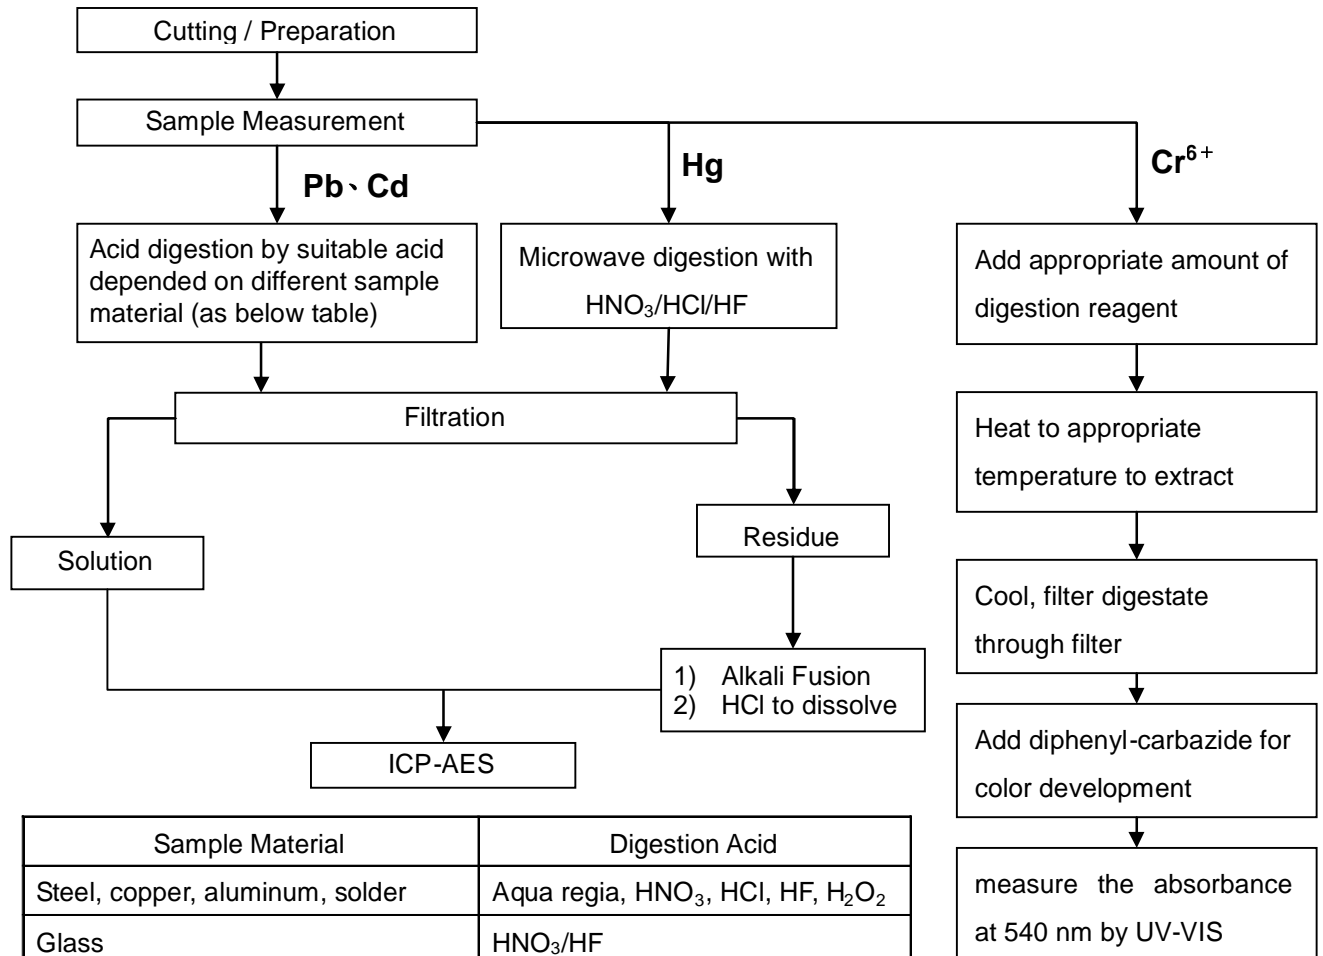 Cutting / Preparation
Sample Measurement
Pb、Cd
Hg
Cr⁶⁺
Acid digestion by suitable acid
depended on different sample
material (as below table)
Microwave digestion with
HNO₃/HCl/HF
Add appropriate amount of
digestion reagent
Filtration
Heat to appropriate
temperature to extract
Solution
Residue
Cool, filter digestate
through filter
1) Alkali Fusion
2) HCl to dissolve
ICP-AES
Add diphenyl-carbazide for
color development
Sample Material Digestion Acid
Steel, copper, aluminum, solder Aqua regia, HNO₃, HCl, HF, H₂O₂
Glass HNO₃/HF
measure the absorbance
at 540 nm by UV-VIS